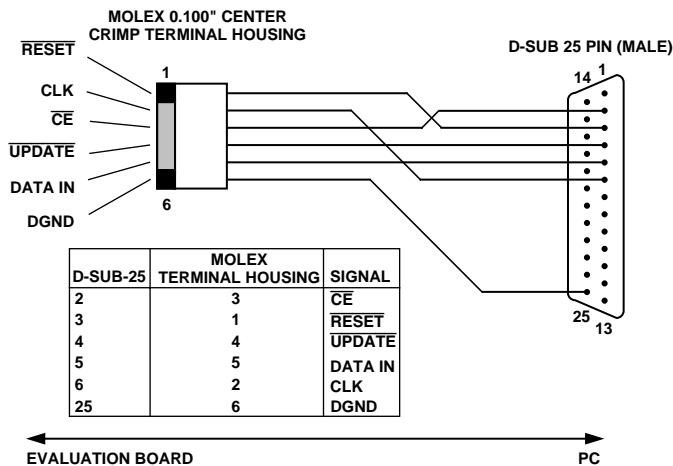 MOLEX 0.100" CENTER
CRIMP TERMINAL HOUSING
D-SUB 25 PIN (MALE)
RESET
CLK
CE
UPDATE
DATA IN
DGND
1
6
14 1
25 13
D-SUB-25 MOLEX TERMINAL HOUSING SIGNAL
2 3 CE
3 1 RESET
4 4 UPDATE
5 5 DATA IN
6 2 CLK
25 6 DGND
EVALUATION BOARD PC